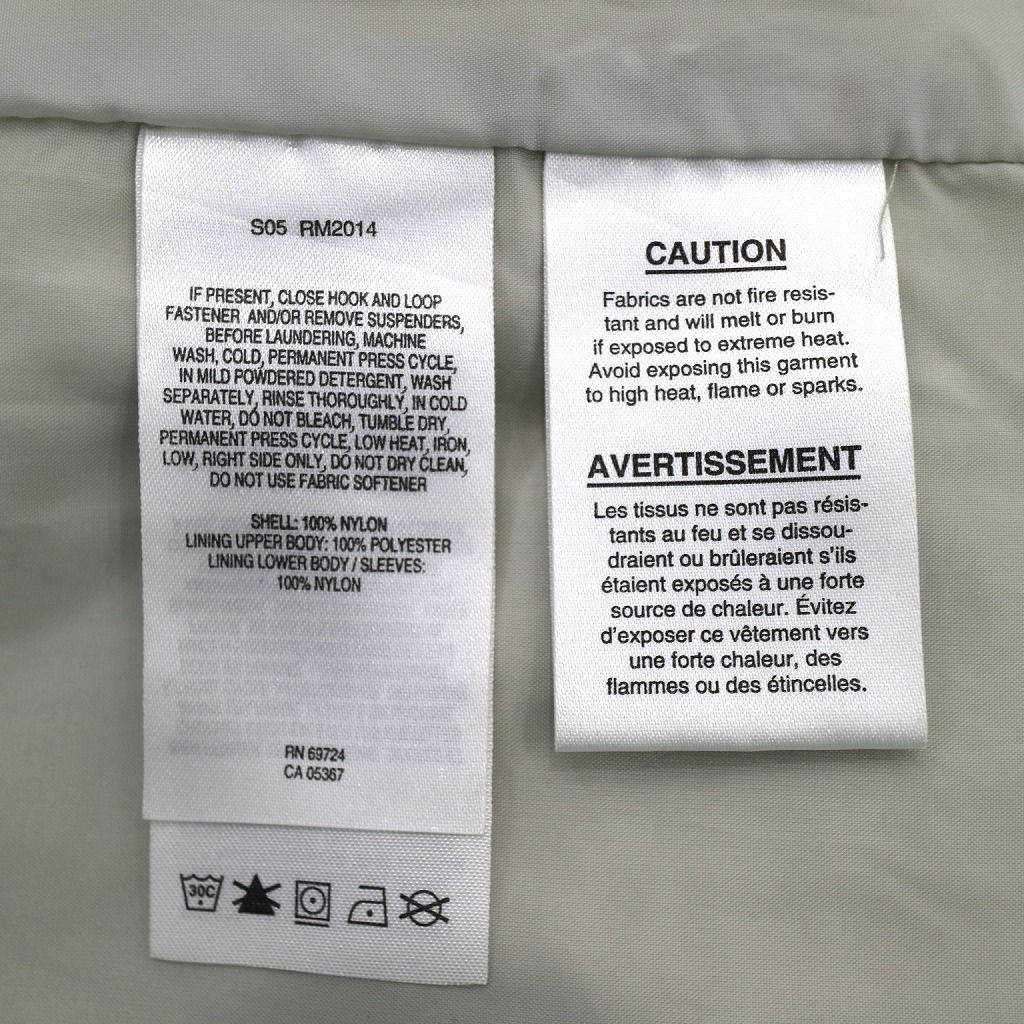 S05 RM2014
IF PRESENT, CLOSE HOOK AND LOOP
FASTENER AND/OR REMOVE SUSPENDERS,
BEFORE LAUNDERING, MACHINE
WASH, COLD, PERMANENT PRESS CYCLE,
IN MILD POWDERED DETERGENT, WASH
SEPARATELY, RINSE THOROUGHLY, IN COLD
WATER, DO NOT BLEACH, TUMBLE DRY,
PERMANENT PRESS CYCLE, LOW HEAT, IRON,
LOW, RIGHT SIDE ONLY, DO NOT DRY CLEAN,
DO NOT USE FABRIC SOFTENER
SHELL: 100% NYLON
LINING UPPER BODY: 100% POLYESTER
LINING LOWER BODY / SLEEVES:
100% NYLON
RN 69724
CA 05367
30C
CAUTION
Fabrics are not fire resis-
tant and will melt or burn
if exposed to extreme heat.
Avoid exposing this garment
to high heat, flame or sparks.
AVERTISSEMENT
Les tissus ne sont pas résis-
tants au feu et se dissou-
draient ou brûleraient s'ils
étaient exposés à une forte
source de chaleur. Évitez
d'exposer ce vêtement vers
une forte chaleur, des
flammes ou des étincelles.